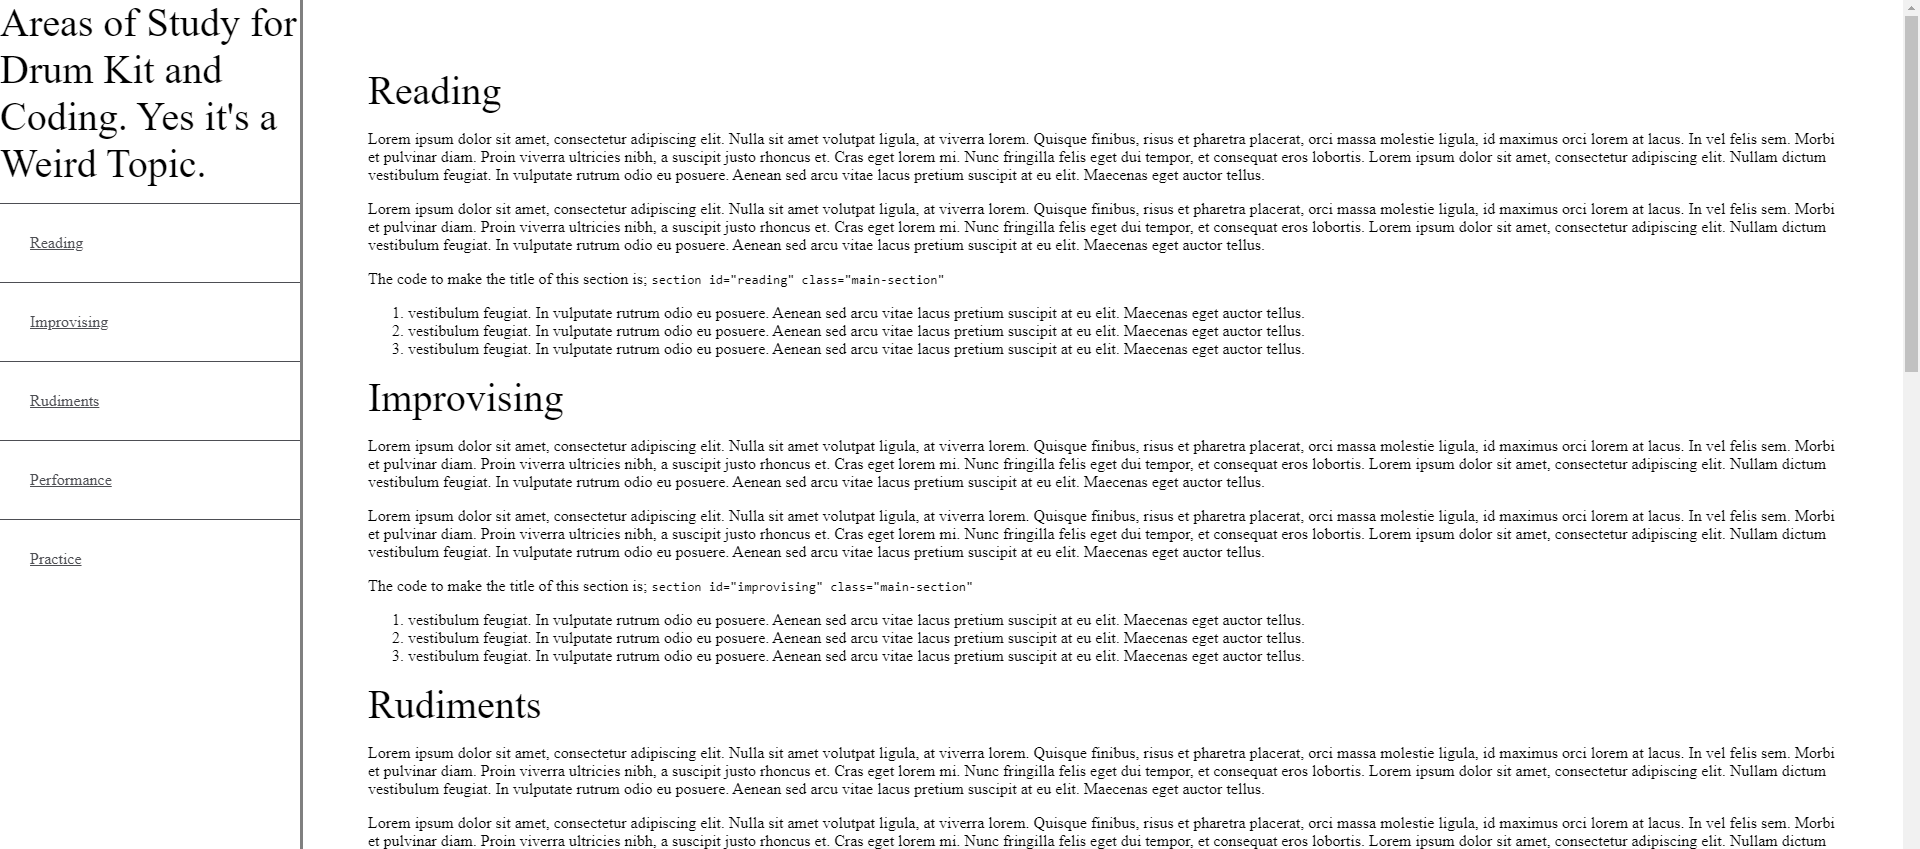 Areas of Study for
Drum Kit and
Coding. Yes it's a
Weird Topic.
Reading
Improvising
Rudiments
Performance
Practice
Reading
Lorem ipsum dolor sit amet, consectetur adipiscing elit. Nulla sit amet volutpat ligula, at viverra lorem. Quisque finibus, risus et pharetra placerat, orci massa molestie ligula, id maximus orci lorem at lacus. In vel felis sem. Morbi
et pulvinar diam. Proin viverra ultricies nibh, a suscipit justo rhoncus et. Cras eget lorem mi. Nunc fringilla felis eget dui tempor, et consequat eros lobortis. Lorem ipsum dolor sit amet, consectetur adipiscing elit. Nullam dictum
vestibulum feugiat. In vulputate rutrum odio eu posuere. Aenean sed arcu vitae lacus pretium suscipit at eu elit. Maecenas eget auctor tellus.
Lorem ipsum dolor sit amet, consectetur adipiscing elit. Nulla sit amet volutpat ligula, at viverra lorem. Quisque finibus, risus et pharetra placerat, orci massa molestie ligula, id maximus orci lorem at lacus. In vel felis sem. Morbi
et pulvinar diam. Proin viverra ultricies nibh, a suscipit justo rhoncus et. Cras eget lorem mi. Nunc fringilla felis eget dui tempor, et consequat eros lobortis. Lorem ipsum dolor sit amet, consectetur adipiscing elit. Nullam dictum
vestibulum feugiat. In vulputate rutrum odio eu posuere. Aenean sed arcu vitae lacus pretium suscipit at eu elit. Maecenas eget auctor tellus.
The code to make the title of this section is; section id="reading" class="main-section"
1. vestibulum feugiat. In vulputate rutrum odio eu posuere. Aenean sed arcu vitae lacus pretium suscipit at eu elit. Maecenas eget auctor tellus.
2. vestibulum feugiat. In vulputate rutrum odio eu posuere. Aenean sed arcu vitae lacus pretium suscipit at eu elit. Maecenas eget auctor tellus.
3. vestibulum feugiat. In vulputate rutrum odio eu posuere. Aenean sed arcu vitae lacus pretium suscipit at eu elit. Maecenas eget auctor tellus.
Improvising
Lorem ipsum dolor sit amet, consectetur adipiscing elit. Nulla sit amet volutpat ligula, at viverra lorem. Quisque finibus, risus et pharetra placerat, orci massa molestie ligula, id maximus orci lorem at lacus. In vel felis sem. Morbi
et pulvinar diam. Proin viverra ultricies nibh, a suscipit justo rhoncus et. Cras eget lorem mi. Nunc fringilla felis eget dui tempor, et consequat eros lobortis. Lorem ipsum dolor sit amet, consectetur adipiscing elit. Nullam dictum
vestibulum feugiat. In vulputate rutrum odio eu posuere. Aenean sed arcu vitae lacus pretium suscipit at eu elit. Maecenas eget auctor tellus.
Lorem ipsum dolor sit amet, consectetur adipiscing elit. Nulla sit amet volutpat ligula, at viverra lorem. Quisque finibus, risus et pharetra placerat, orci massa molestie ligula, id maximus orci lorem at lacus. In vel felis sem. Morbi
et pulvinar diam. Proin viverra ultricies nibh, a suscipit justo rhoncus et. Cras eget lorem mi. Nunc fringilla felis eget dui tempor, et consequat eros lobortis. Lorem ipsum dolor sit amet, consectetur adipiscing elit. Nullam dictum
vestibulum feugiat. In vulputate rutrum odio eu posuere. Aenean sed arcu vitae lacus pretium suscipit at eu elit. Maecenas eget auctor tellus.
The code to make the title of this section is; section id="improvising" class="main-section"
1. vestibulum feugiat. In vulputate rutrum odio eu posuere. Aenean sed arcu vitae lacus pretium suscipit at eu elit. Maecenas eget auctor tellus.
2. vestibulum feugiat. In vulputate rutrum odio eu posuere. Aenean sed arcu vitae lacus pretium suscipit at eu elit. Maecenas eget auctor tellus.
3. vestibulum feugiat. In vulputate rutrum odio eu posuere. Aenean sed arcu vitae lacus pretium suscipit at eu elit. Maecenas eget auctor tellus.
Rudiments
Lorem ipsum dolor sit amet, consectetur adipiscing elit. Nulla sit amet volutpat ligula, at viverra lorem. Quisque finibus, risus et pharetra placerat, orci massa molestie ligula, id maximus orci lorem at lacus. In vel felis sem. Morbi
et pulvinar diam. Proin viverra ultricies nibh, a suscipit justo rhoncus et. Cras eget lorem mi. Nunc fringilla felis eget dui tempor, et consequat eros lobortis. Lorem ipsum dolor sit amet, consectetur adipiscing elit. Nullam dictum
vestibulum feugiat. In vulputate rutrum odio eu posuere. Aenean sed arcu vitae lacus pretium suscipit at eu elit. Maecenas eget auctor tellus.
Lorem ipsum dolor sit amet, consectetur adipiscing elit. Nulla sit amet volutpat ligula, at viverra lorem. Quisque finibus, risus et pharetra placerat, orci massa molestie ligula, id maximus orci lorem at lacus. In vel felis sem. Morbi
et pulvinar diam. Proin viverra ultricies nibh, a suscipit justo rhoncus et. Cras eget lorem mi. Nunc fringilla felis eget dui tempor, et consequat eros lobortis. Lorem ipsum dolor sit amet, consectetur adipiscing elit. Nullam dictum